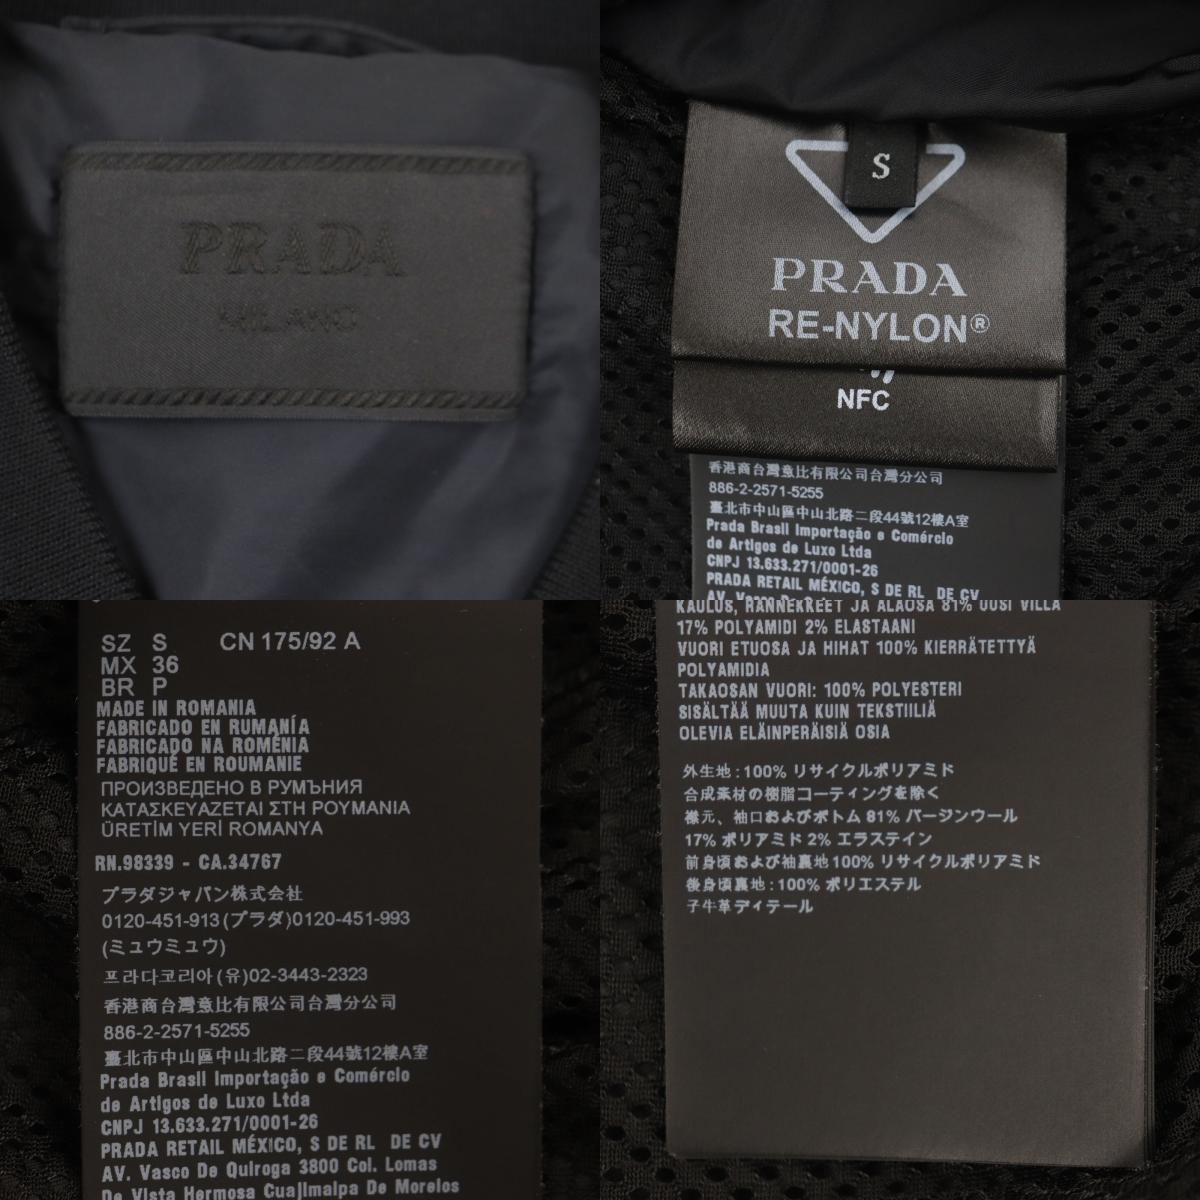 PRADA
MILANO
S
PRADA
RE-NYLON®
NFC
香港商台灣意比有限公司台灣分公司
886-2-2571-5255
臺北市中山區中山北路二段44號12樓A室
Prada Brasil Importação e Comércio
de Artigos de Luxo Ltda
CNPJ 13.633.271/0001-26
PRADA RETAIL MÉXICO, S DE RL DE CV
AV. Vasco De
SZ S CN 175/92 A
MX 36
BR P
MADE IN ROMANIA
FABRICADO EN RUMANÍA
FABRICADO NA ROMÊNIA
FABRIQUÉ EN ROUMANIE
ПРОИЗВЕДЕНО В РУМЪНИЯ
ΚΑΤΑΣΚΕΥΑΖΕΤΑΙ ΣΤΗ ΡΟΥΜΑΝΙΑ
ÜRETİM YERİ ROMANYA
RN.98339 - CA.34767
プラダジャパン株式会社
0120-451-913(プラダ)0120-451-993
(ミュウミュウ)
프라다코리아(유)02-3443-2323
香港商台灣意比有限公司台灣分公司
886-2-2571-5255
臺北市中山區中山北路二段44號12樓A室
Prada Brasil Importação e Comércio
de Artigos de Luxo Ltda
CNPJ 13.633.271/0001-26
PRADA RETAIL MÉXICO, S DE RL DE CV
AV. Vasco De Quiroga 3800 Col. Lomas
De Vista Hermosa Cuajimalpa De Morelos
KAULUS, RANNEKKEET JA ALAOSA 81% UUSI VILLA
17% POLYAMIDI 2% ELASTAANI
VUORI ETUOSA JA HIHAT 100% KIERRÄTETTYÄ
POLYAMIDIA
TAKAOSAN VUORI: 100% POLYESTERI
SISÄLTÄÄ MUUTA KUIN TEKSTIILIÄ
OLEVIA ELÄINPERÄISIÄ OSIA
外生地:100% リサイクルポリアミド
合成素材の樹脂コーティングを除く
襟元、袖口およびボトム 81% バージンウール
17% ポリアミド 2% エラステイン
前身頃および袖裏地100% リサイクルポリアミド
後身頃裏地:100% ポリエステル
子牛革ディテール